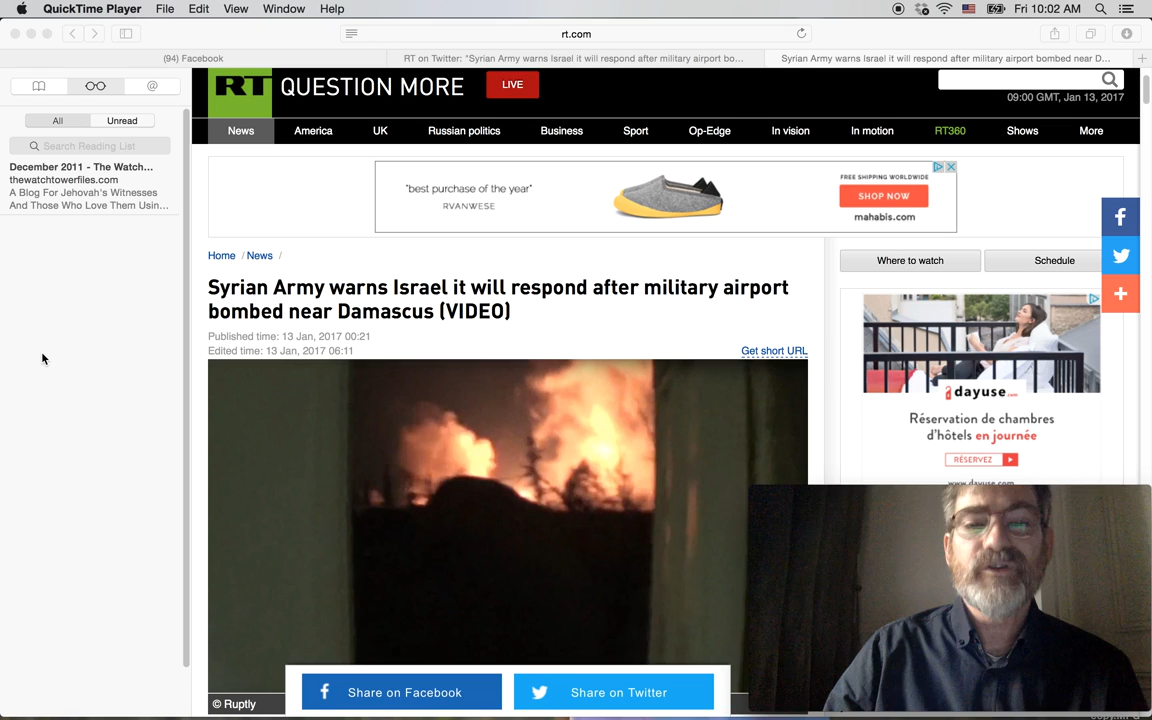 QuickTime Player File Edit View Window Help Fri 10:02 AM
rt.com
(94) Facebook
RT on Twitter: "Syrian Army warns Israel it will respond after military airport bo...
Syrian Army warns Israel it will respond after military airport bombed near D...
@
All Unread
Search Reading List
December 2011 - The Watch...
thewatchtowerfiles.com
A Blog For Jehovah's Witnesses
And Those Who Love Them Usin...
RT QUESTION MORE
LIVE
09:00 GMT, Jan 13, 2017
News America UK Russian politics Business Sport Op-Edge In vision In motion RT360 Shows More
"best purchase of the year"
RVANWESE
FREE SHIPPING WORLDWIDE
SHOP NOW
mahabis.com
Home / News /
Syrian Army warns Israel it will respond after military airport
bombed near Damascus (VIDEO)
Published time: 13 Jan, 2017 00:21
Edited time: 13 Jan, 2017 06:11
Get short URL
© Ruptly
Share on Facebook
Share on Twitter
Where to watch
Schedule
dayuse.com
Réservation de chambres
d'hôtels en journée
RÉSERVEZ
www.dayuse.com